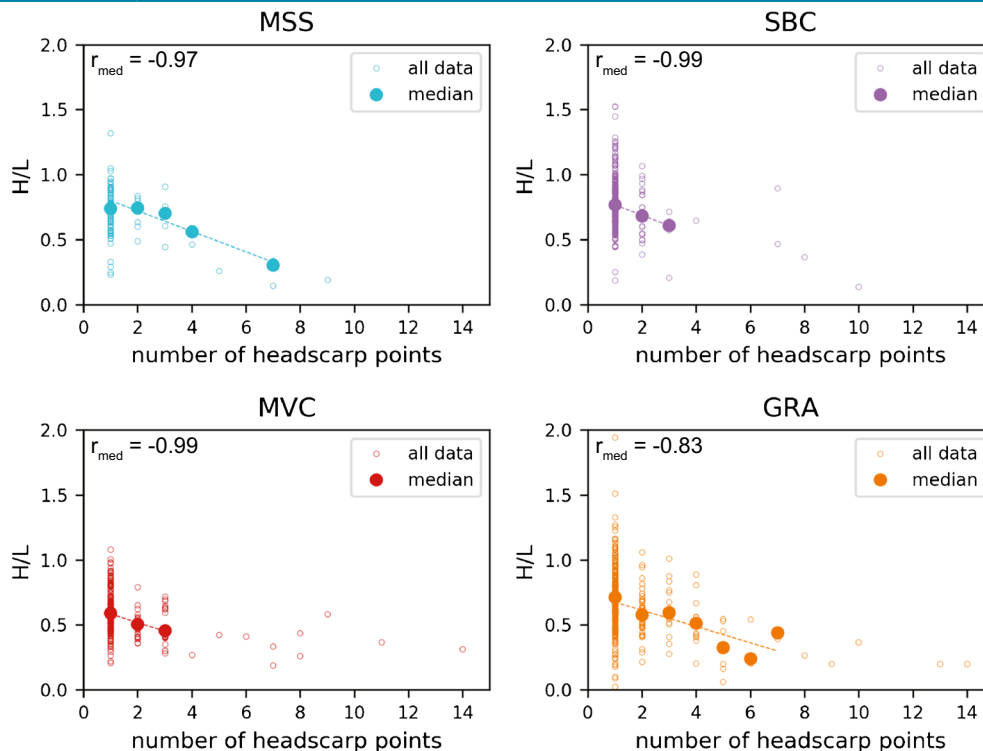 MSS
r_med = -0.97
all data
median
2.0
1.5
1.0
0.5
0.0
H/L
0 2 4 6 8 10 12 14
number of headscarp points
SBC
r_med = -0.99
all data
median
2.0
1.5
1.0
0.5
0.0
H/L
0 2 4 6 8 10 12 14
number of headscarp points
MVC
r_med = -0.99
all data
median
2.0
1.5
1.0
0.5
0.0
H/L
0 2 4 6 8 10 12 14
number of headscarp points
GRA
r_med = -0.83
all data
median
2.0
1.5
1.0
0.5
0.0
H/L
0 2 4 6 8 10 12 14
number of headscarp points